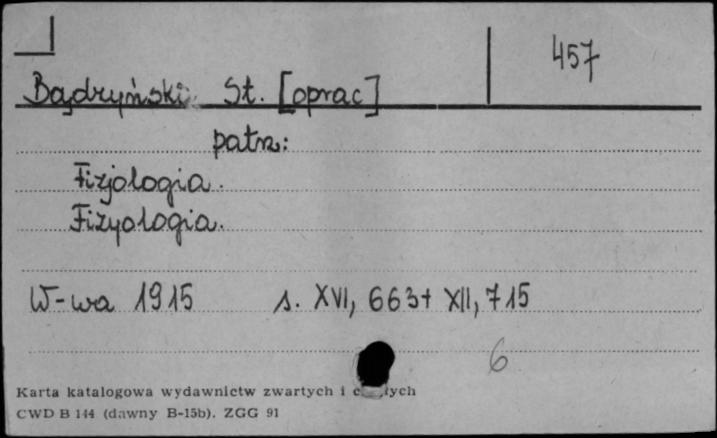 457
Bądzyński St. [oprac]
patrz:
Fizjologia.
Fizyologia.
W-wa 1915 s. XVI, 663+ XII, 715
6
Karta katalogowa wydawnictw zwartych i
CWD B 144 (dawny B-15b). ZGG 91